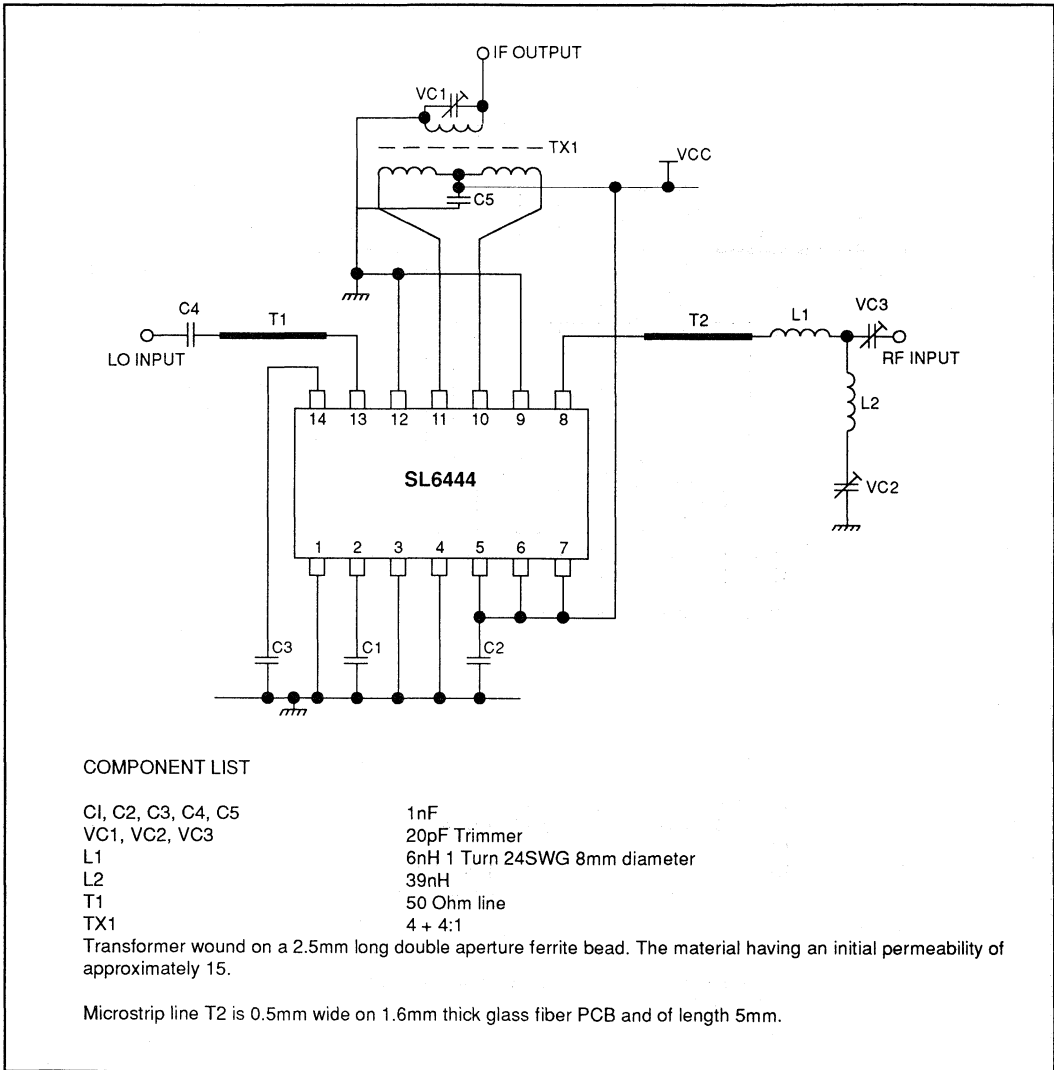 IF OUTPUT
VC1
TX1
VCC
C5
C4
T1
LO INPUT
T2
L1
VC3
RF INPUT
L2
VC2
14 13 12 11 10 9 8
SL6444
1 2 3 4 5 6 7
C3
C1
C2
COMPONENT LIST
CI, C2, C3, C4, C5 1nF
VC1, VC2, VC3 20pF Trimmer
L1 6nH 1 Turn 24SWG 8mm diameter
L2 39nH
T1 50 Ohm line
TX1 4 + 4:1
Transformer wound on a 2.5mm long double aperture ferrite bead. The material having an initial permeability of
approximately 15.
Microstrip line T2 is 0.5mm wide on 1.6mm thick glass fiber PCB and of length 5mm.